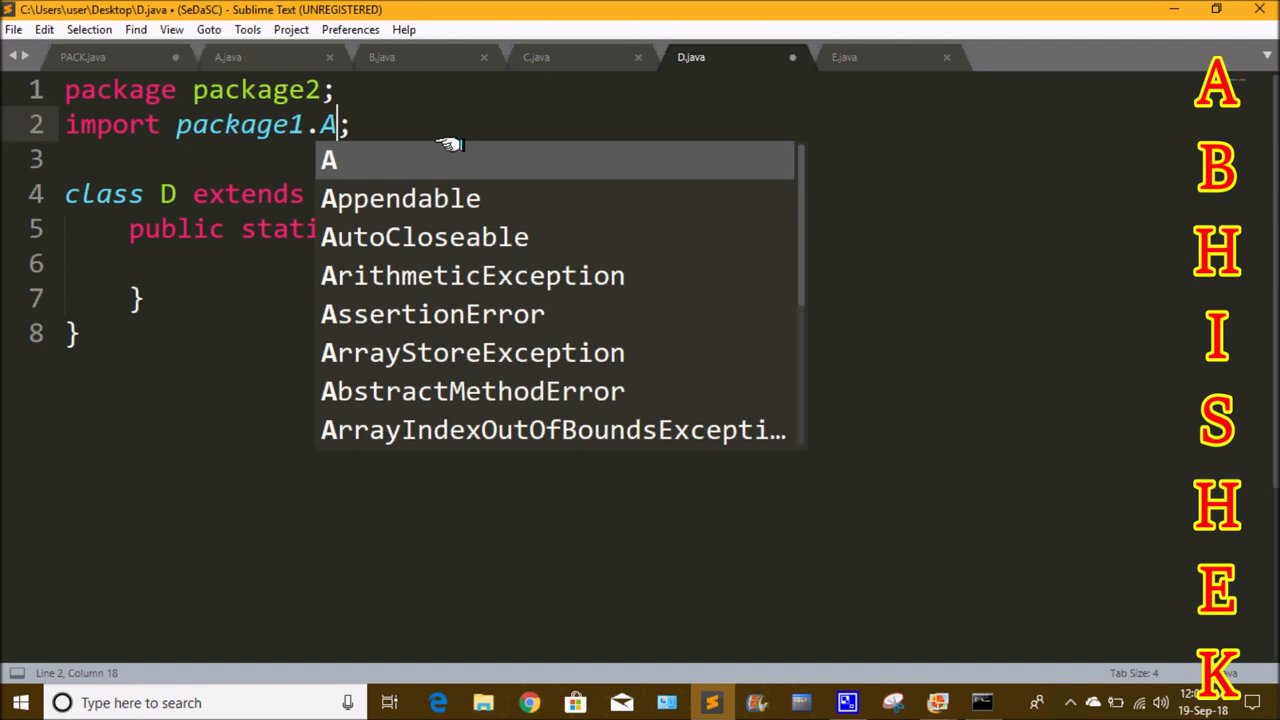 C:\Users\user\Desktop\D.java • (SeDaSC) - Sublime Text (UNREGISTERED)
File Edit Selection Find View Goto Tools Project Preferences Help
PACK.java A.java B.java C.java D.java E.java
1 package package2;
2 import package1.A;
3
4 class D extends
5 public stati
6
7 }
8 }
A
Appendable
AutoCloseable
ArithmeticException
AssertionError
ArrayStoreException
AbstractMethodError
ArrayIndexOutOfBoundsExcepti…
A
B
H
I
S
H
E
K
Line 2, Column 18
Tab Size: 4
Type here to search
19-Sep-18